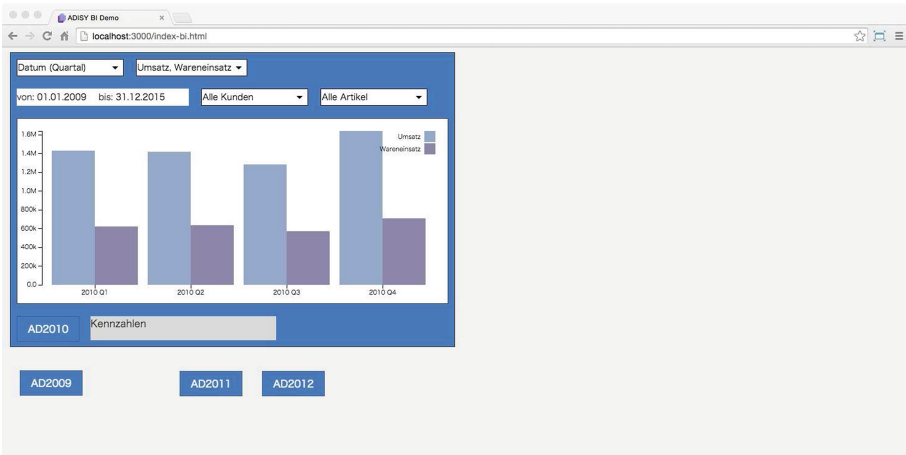 ADISY BI Demo
localhost:3000/index-bi.html
Datum (Quartal) Umsatz, Wareneinsatz
von: 01.01.2009 bis: 31.12.2015 Alle Kunden Alle Artikel
Umsatz
Wareneinsatz
1.6M
1.4M
1.2M
1.0M
800k
600k
400k
200k
0.0
2010 Q1 2010 Q2 2010 Q3 2010 Q4
AD2010 Kennzahlen
AD2009 AD2011 AD2012